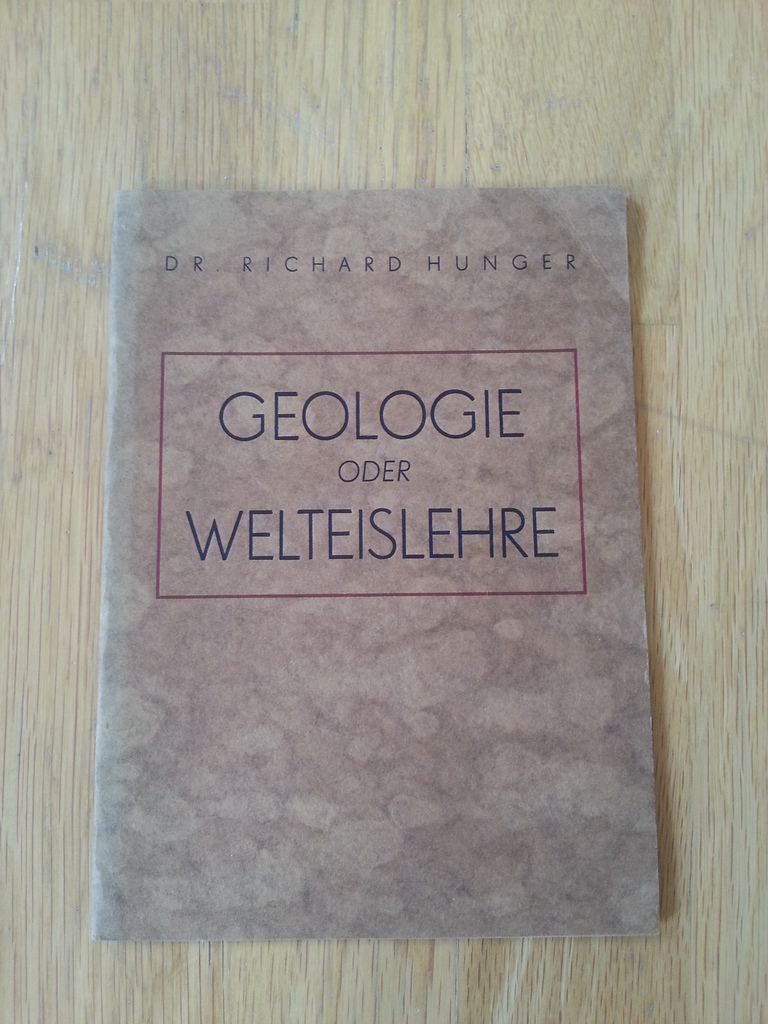 DR. RICHARD HUNGER
GEOLOGIE
ODER
WELTEISLEHRE